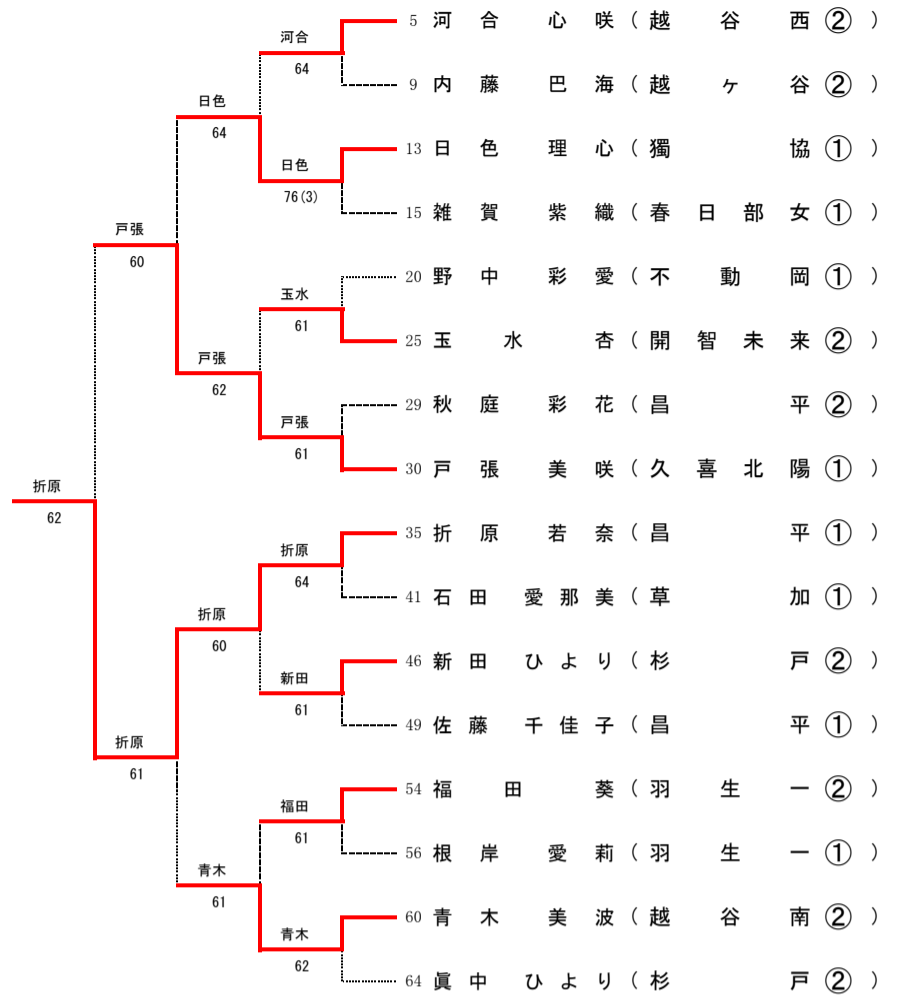 5 河合 心咲 (越谷西②)
河合
64
9 内藤 巴海 (越ヶ谷②)
日色
64
13 日色 理心 (獨協①)
日色
76(3)
15 雑賀 紫織 (春日部女①)
戸張
60
20 野中 彩愛 (不動岡①)
玉水
61
25 玉水 杏 (開智未来②)
戸張
62
29 秋庭 彩花 (昌平②)
戸張
61
30 戸張 美咲 (久喜北陽①)
折原
62
35 折原 若奈 (昌平①)
折原
64
41 石田 愛那美 (草加①)
折原
60
46 新田 ひより (杉戸②)
新田
61
49 佐藤 千佳子 (昌平①)
折原
61
54 福田 葵 (羽生一②)
福田
61
56 根岸 愛莉 (羽生一①)
青木
61
60 青木 美波 (越谷南②)
青木
62
64 眞中 ひより (杉戸②)